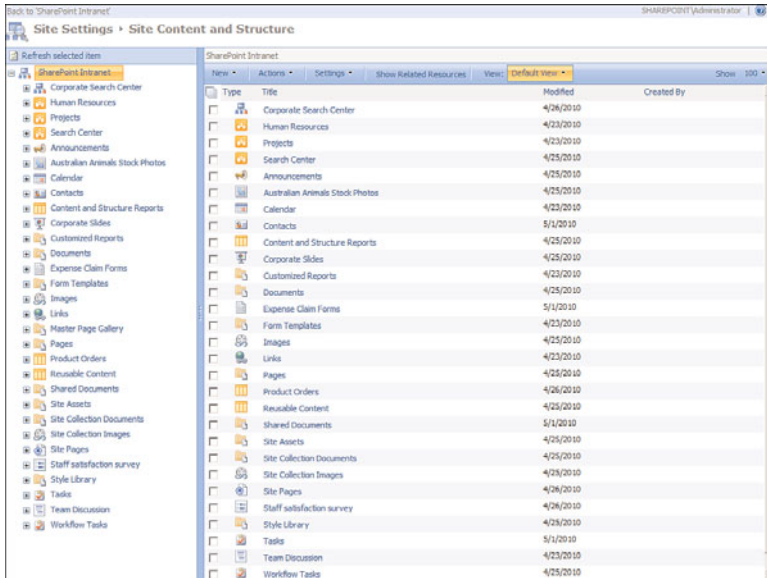 Back to 'SharePoint Intranet'
SHAREPOINT\Administrator
Site Settings ▸ Site Content and Structure
Refresh selected item
SharePoint Intranet
Corporate Search Center
Human Resources
Projects
Search Center
Announcements
Australian Animals Stock Photos
Calendar
Contacts
Content and Structure Reports
Corporate Slides
Customized Reports
Documents
Expense Claim Forms
Form Templates
Images
Links
Master Page Gallery
Pages
Product Orders
Reusable Content
Shared Documents
Site Assets
Site Collection Documents
Site Collection Images
Site Pages
Staff satisfaction survey
Style Library
Tasks
Team Discussion
Workflow Tasks
SharePoint Intranet
New Actions Settings Show Related Resources View: Default View Show 100
Type Title Modified Created By
Corporate Search Center 4/26/2010
Human Resources 4/23/2010
Projects 4/23/2010
Search Center 4/25/2010
Announcements 4/25/2010
Australian Animals Stock Photos 4/25/2010
Calendar 4/23/2010
Contacts 5/1/2010
Content and Structure Reports 4/25/2010
Corporate Slides 4/25/2010
Customized Reports 4/23/2010
Documents 4/25/2010
Expense Claim Forms 5/1/2010
Form Templates 4/23/2010
Images 4/25/2010
Links 4/23/2010
Pages 4/25/2010
Product Orders 4/26/2010
Reusable Content 4/25/2010
Shared Documents 5/1/2010
Site Assets 4/25/2010
Site Collection Documents 4/25/2010
Site Collection Images 4/25/2010
Site Pages 4/26/2010
Staff satisfaction survey 4/26/2010
Style Library 4/25/2010
Tasks 5/1/2010
Team Discussion 4/23/2010
Workflow Tasks 4/25/2010